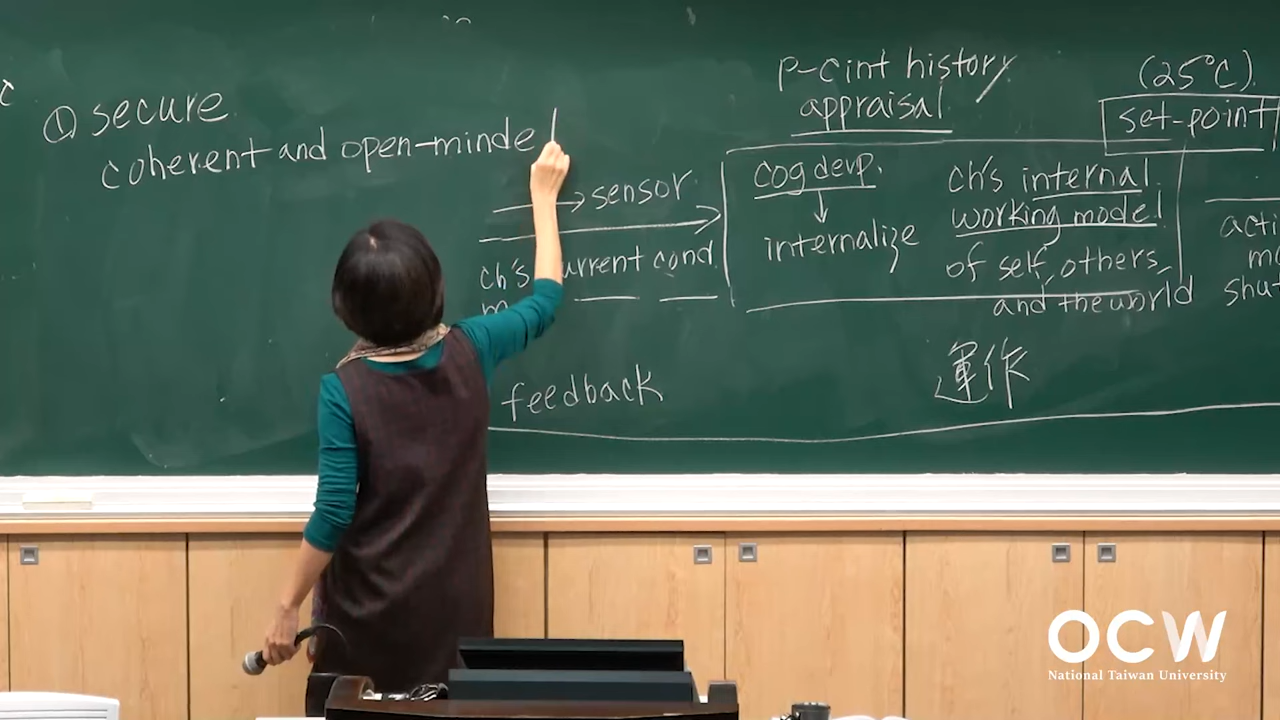 ① secure
coherent and open-minde
→ sensor
ch's current cond.
feedback
p-c int history
appraisal
(25°C)
set-point
cog devp.
↓
internalize
ch's internal
working model
of self, others,
and the world
運作
OCW
National Taiwan University